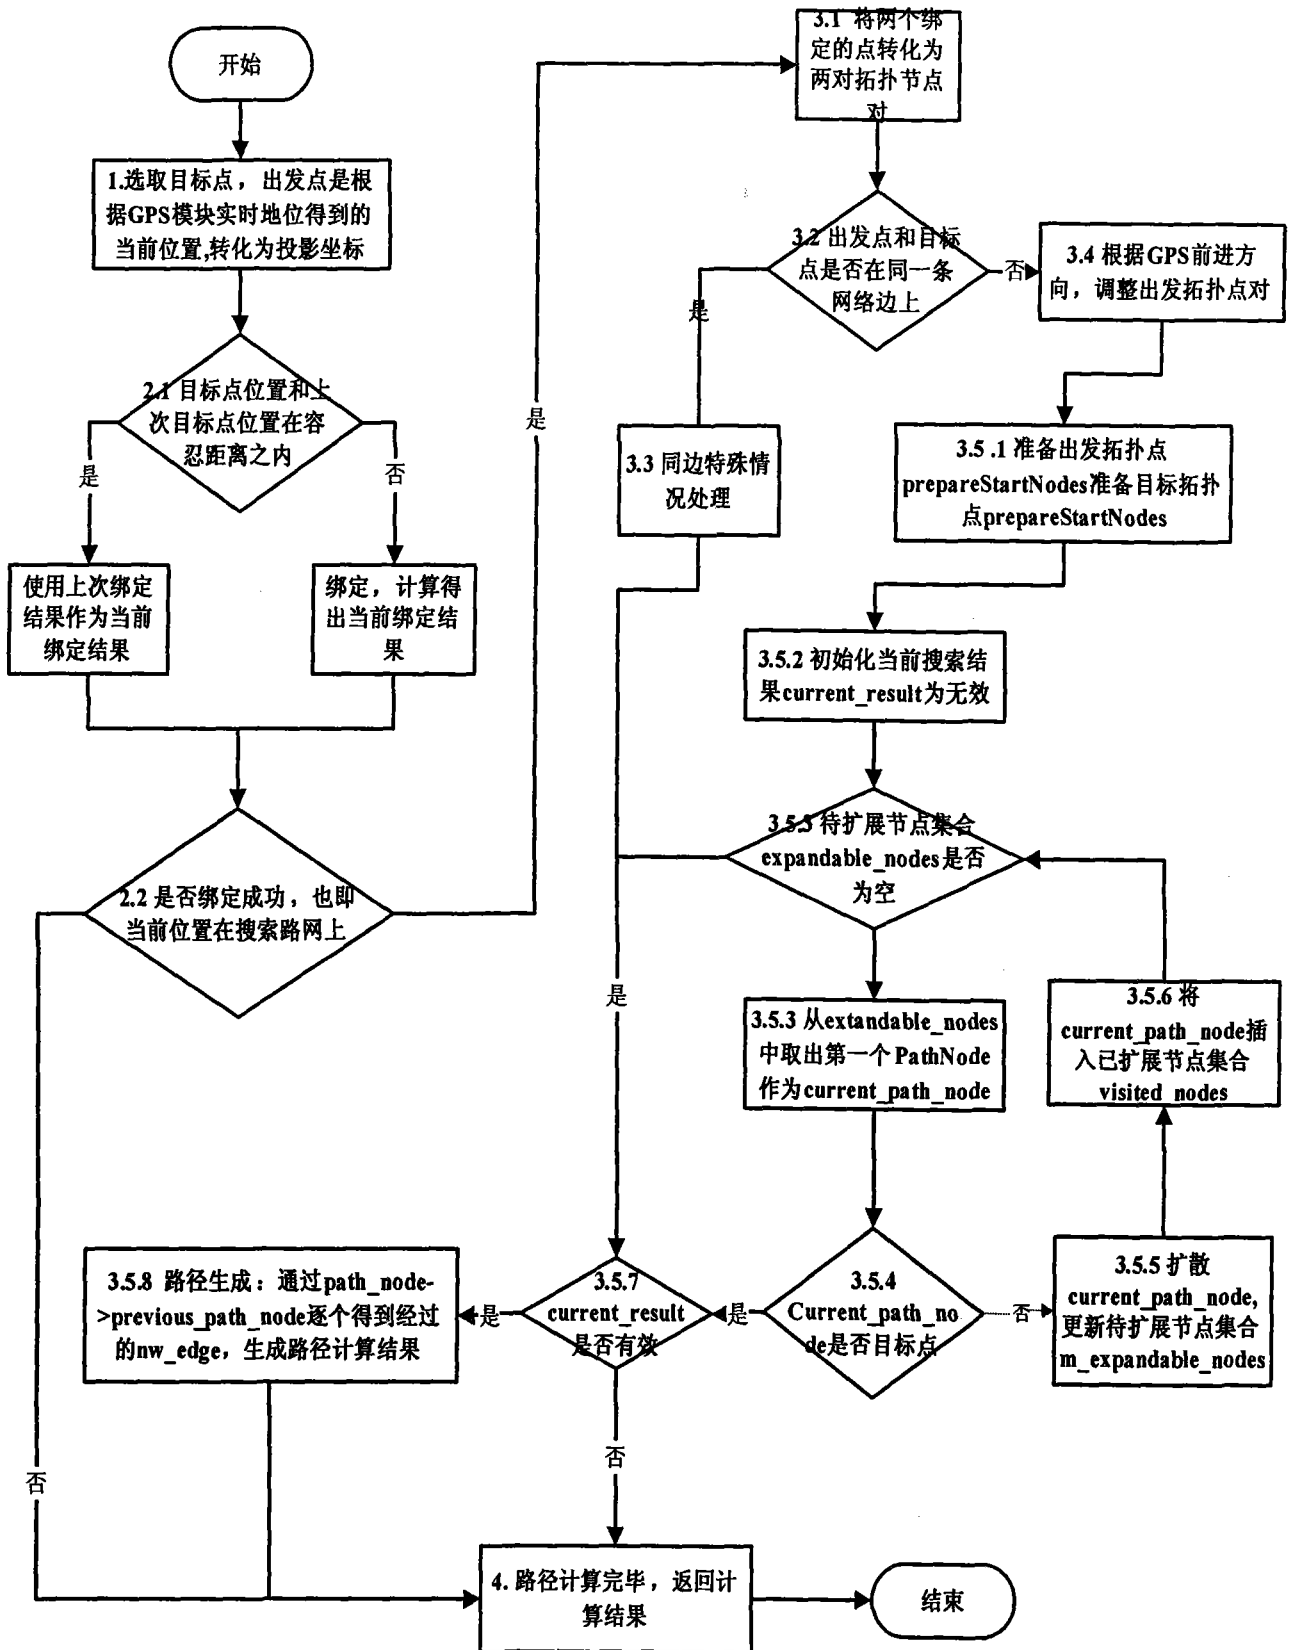 开始
1.选取目标点，出发点是根
据GPS模块实时地位得到的
当前位置,转化为投影坐标
2.1 目标点位置和上
次目标点位置在容
忍距离之内
是
否
使用上次绑定
结果作为当前
绑定结果
绑定，计算得
出当前绑定结
果
2.2 是否绑定成功，也即
当前位置在搜索路网上
是
否
3.1 将两个绑
定的点转化为
两对拓扑节点
对
3.2 出发点和目标
点是否在同一条
网络边上
是
否
3.3 同边特殊情
况处理
3.4 根据GPS前进方
向，调整出发拓扑点对
3.5 .1 准备出发拓扑点
prepareStartNodes准备目标拓扑
点prepareStartNodes
3.5.2 初始化当前搜索结
果current_result为无效
3.5.3 待扩展节点集合
expandable_nodes是否
为空
是
3.5.3 从extandable_nodes
中取出第一个PathNode
作为current_path_node
3.5.4
Current_path_no
de是否目标点
是
否
3.5.5 扩散
current_path_node,
更新待扩展节点集合
m_expandable_nodes
3.5.6 将
current_path_node插
入已扩展节点集合
visited_nodes
3.5.7
current_result
是否有效
是
否
3.5.8 路径生成：通过path_node-
>previous_path_node逐个得到经过
的nw_edge，生成路径计算结果
4. 路径计算完毕，返回计
算结果
结束